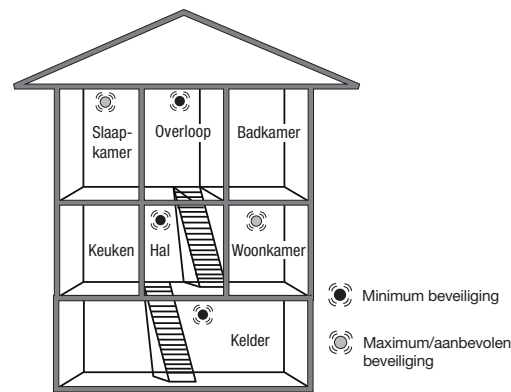 Slaap-
kamer
Overloop
Badkamer
Keuken
Hal
Woonkamer
Kelder
Minimum beveiliging
Maximum/aanbevolen
beveiliging